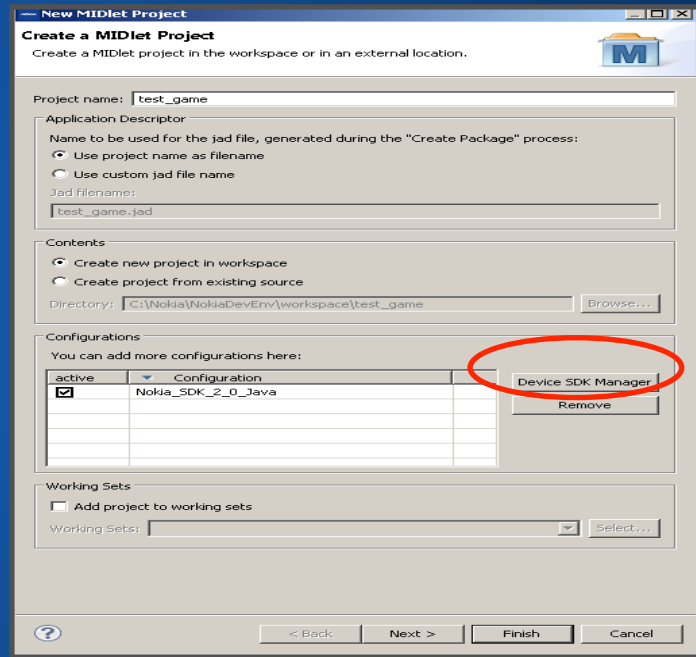 New MIDlet Project
Create a MIDlet Project
Create a MIDlet project in the workspace or in an external location.
M
Project name: test_game
Application Descriptor
Name to be used for the jad file, generated during the "Create Package" process:
Use project name as filename
Use custom jad file name
Jad filename:
test_game.jad
Contents
Create new project in workspace
Create project from existing source
Directory: C:\Nokia\NokiaDevEnv\workspace\test_game Browse...
Configurations
You can add more configurations here:
active Configuration Device SDK Manager
Nokia_SDK_2_0_Java Remove
Working Sets
Add project to working sets
Working Sets: Select...
? < Back Next > Finish Cancel